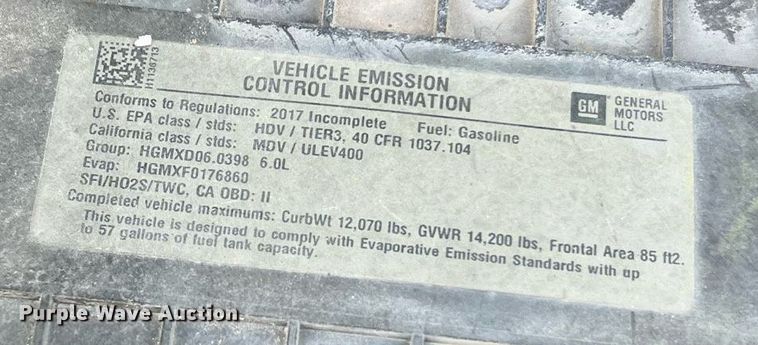 H1130713
VEHICLE EMISSION
CONTROL INFORMATION
GM
GENERAL
MOTORS
LLC
Conforms to Regulations: 2017 Incomplete Fuel: Gasoline
U.S. EPA class / stds: HDV / TIER3, 40 CFR 1037.104
California class / stds: MDV / ULEV400
Group: HGMXD06.0398 6.0L
Evap: HGMXF0176860
SFI/HO2S/TWC, CA OBD: II
Completed vehicle maximums: CurbWt 12,070 lbs, GVWR 14,200 lbs, Frontal Area 85 ft2.
This vehicle is designed to comply with Evaporative Emission Standards with up
to 57 gallons of fuel tank capacity.
Purple Wave Auction.